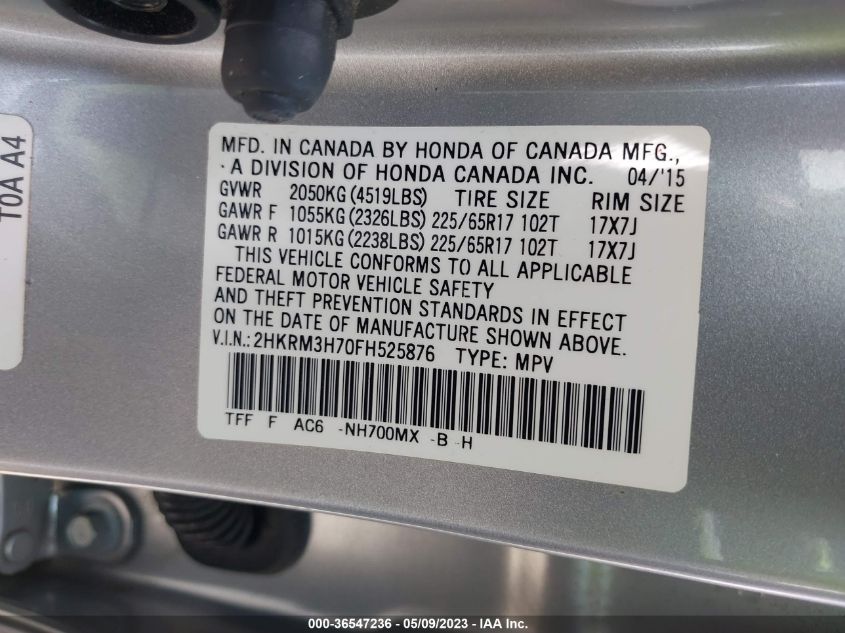 T0A A4
MFD. IN CANADA BY HONDA OF CANADA MFG.,
A DIVISION OF HONDA CANADA INC. 04/'15
GVWR 2050KG(4519LBS) TIRE SIZE RIM SIZE
GAWR F 1055KG(2326LBS) 225/65R17 102T 17X7J
GAWR R 1015KG(2238LBS) 225/65R17 102T 17X7J
THIS VEHICLE CONFORMS TO ALL APPLICABLE
FEDERAL MOTOR VEHICLE SAFETY
AND THEFT PREVENTION STANDARDS IN EFFECT
ON THE DATE OF MANUFACTURE SHOWN ABOVE.
V.I.N.: 2HKRM3H70FH525876 TYPE: MPV
TFF F AC6 -NH700MX -B -H
000-36547236 - 05/09/2023 - IAA Inc.